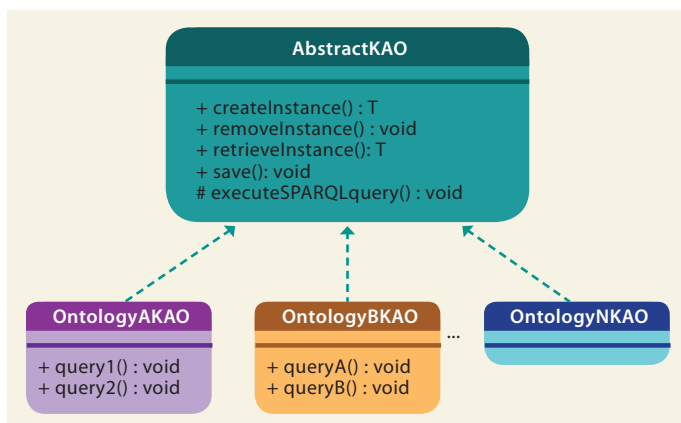 AbstractKAO
+ createInstance() : T
+ removeInstance() : void
+ retrieveInstance(): T
+ save(): void
# executeSPARQLquery() : void
OntologyAKAO
+ query1() : void
+ query2() : void
OntologyBKAO
+ queryA() : void
+ queryB() : void
...
OntologyNKAO